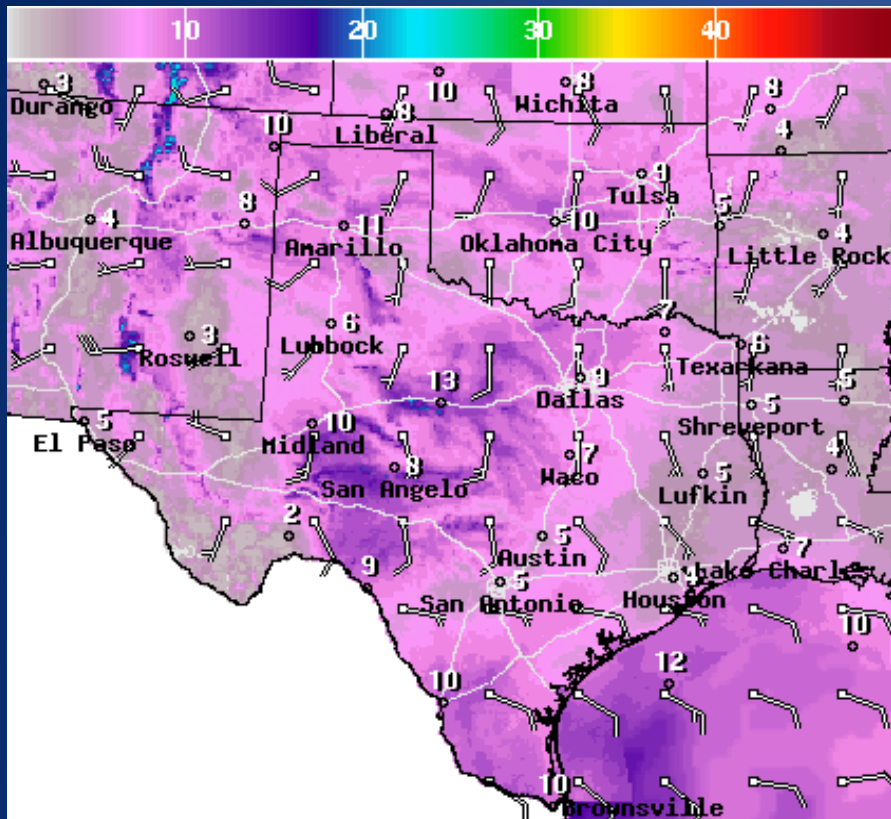 10 20 30 40
3 10 8
Durango Wichita 8
8
Liberal
10 4
9
Tulsa
4 8 11 10 5 4
Albuquerque Amarillo Oklahoma City Little Rock
3 6 7 6
Roswell Lubbock Texarkana
13 9 5
Dallas
5 10 5
El Paso Midland Shreveport
8 7 5 4
San Angelo Waco Lufkin
2 5 7
Austin
9 5 4 Lake Charles
San Antonio Houston
10
12
10
10
Brownsville